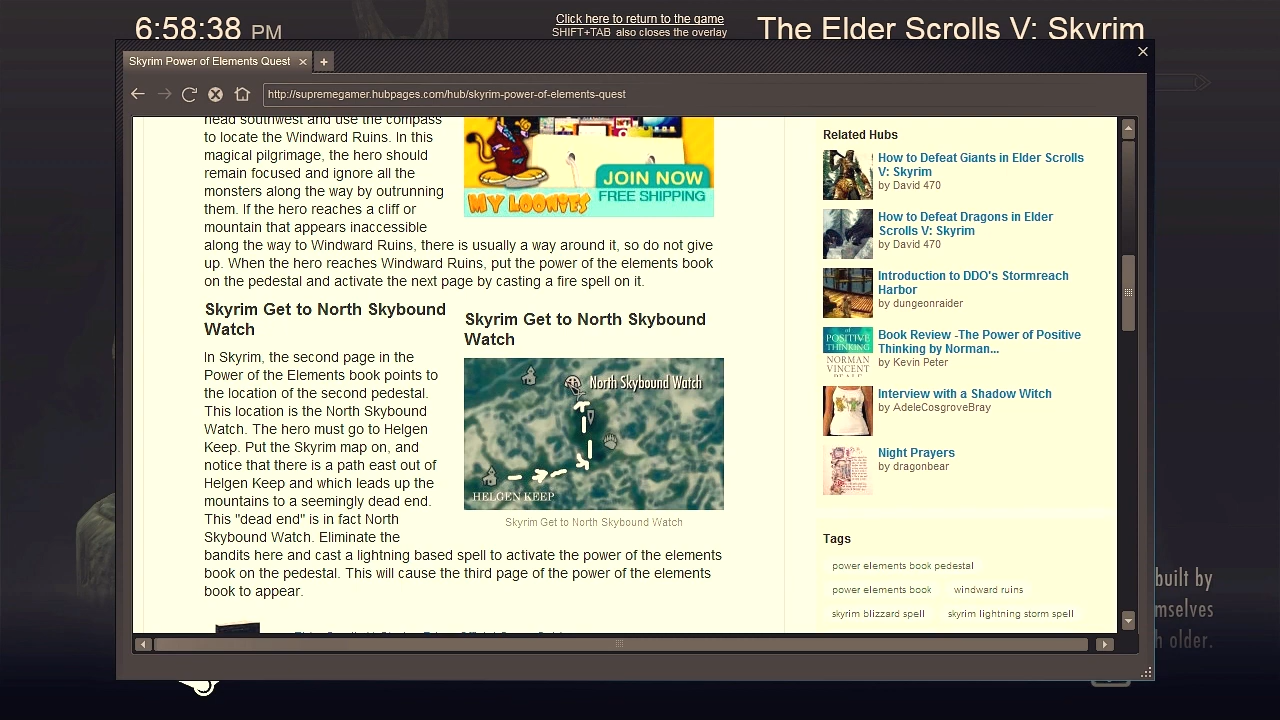 6:58:38 PM
Click here to return to the game
SHIFT+TAB also closes the overlay
The Elder Scrolls V: Skyrim
Skyrim Power of Elements Quest
http://supremegamer.hubpages.com/hub/skyrim-power-of-elements-quest
head southwest and use the compass
to locate the Windward Ruins. In this
magical pilgrimage, the hero should
remain focused and ignore all the
monsters along the way by outrunning
them. If the hero reaches a cliff or
mountain that appears inaccessible
along the way to Windward Ruins, there is usually a way around it, so do not give
up. When the hero reaches Windward Ruins, put the power of the elements book
on the pedestal and activate the next page by casting a fire spell on it.
JOIN NOW
FREE SHIPPING
MY LOONIES
Skyrim Get to North Skybound
Watch
In Skyrim, the second page in the
Power of the Elements book points to
the location of the second pedestal.
This location is the North Skybound
Watch. The hero must go to Helgen
Keep. Put the Skyrim map on, and
notice that there is a path east out of
Helgen Keep and which leads up the
mountains to a seemingly dead end.
This "dead end" is in fact North
Skybound Watch. Eliminate the
bandits here and cast a lightning based spell to activate the power of the elements
book on the pedestal. This will cause the third page of the power of the elements
book to appear.
Skyrim Get to North Skybound
Watch
North Skybound Watch
HELGEN KEEP
Skyrim Get to North Skybound Watch
Related Hubs
How to Defeat Giants in Elder Scrolls
V: Skyrim
by David 470
How to Defeat Dragons in Elder
Scrolls V: Skyrim
by David 470
Introduction to DDO's Stormreach
Harbor
by dungeonraider
of
POSITIVE
THINKING
NORMAN
VINCENT
Book Review -The Power of Positive
Thinking by Norman...
by Kevin Peter
Interview with a Shadow Witch
by AdeleCosgroveBray
Night Prayers
by dragonbear
Tags
power elements book pedestal
power elements book windward ruins
skyrim blizzard spell skyrim lightning storm spell
built by
mselves
h older.